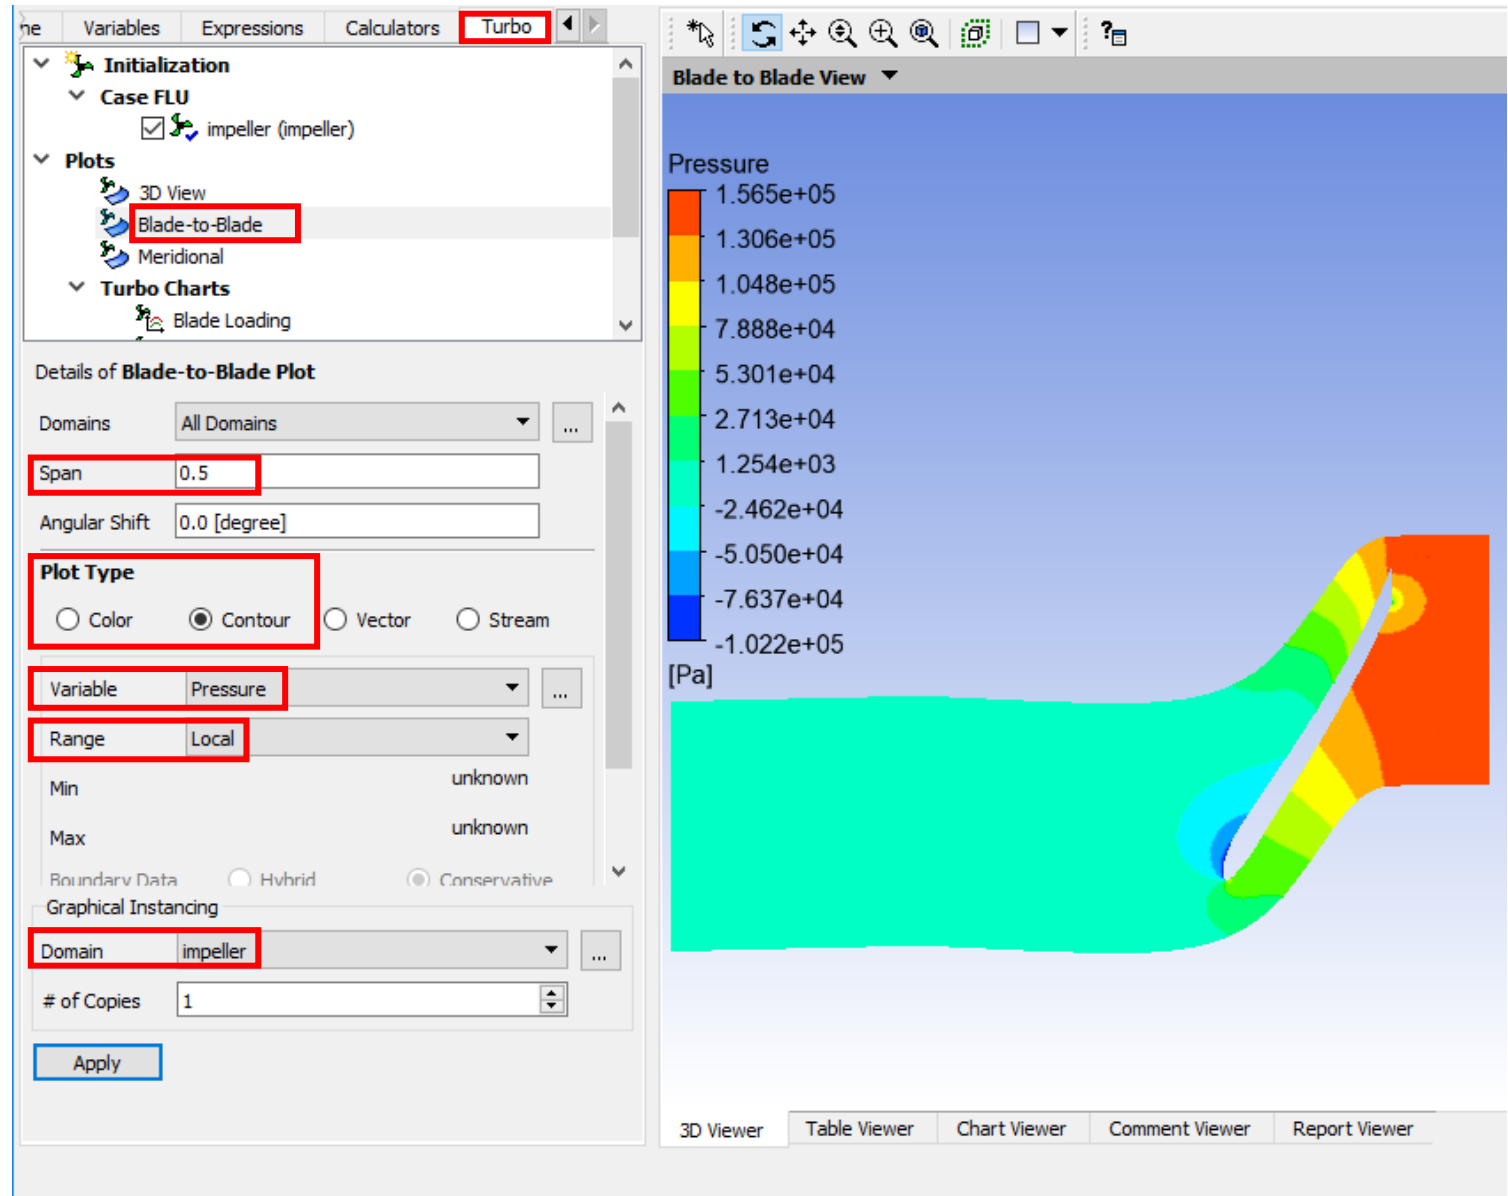 ne Variables Expressions Calculators Turbo
Initialization
Case FLU
impeller (impeller)
Plots
3D View
Blade-to-Blade
Meridional
Turbo Charts
Blade Loading
Details of Blade-to-Blade Plot
Domains All Domains ...
Span 0.5
Angular Shift 0.0 [degree]
Plot Type
Color Contour Vector Stream
Variable Pressure ...
Range Local
Min unknown
Max unknown
Boundary Data Hybrid Conservative
Graphical Instancing
Domain impeller ...
# of Copies 1
Apply
Blade to Blade View
Pressure
1.565e+05
1.306e+05
1.048e+05
7.888e+04
5.301e+04
2.713e+04
1.254e+03
-2.462e+04
-5.050e+04
-7.637e+04
-1.022e+05
[Pa]
3D Viewer Table Viewer Chart Viewer Comment Viewer Report Viewer